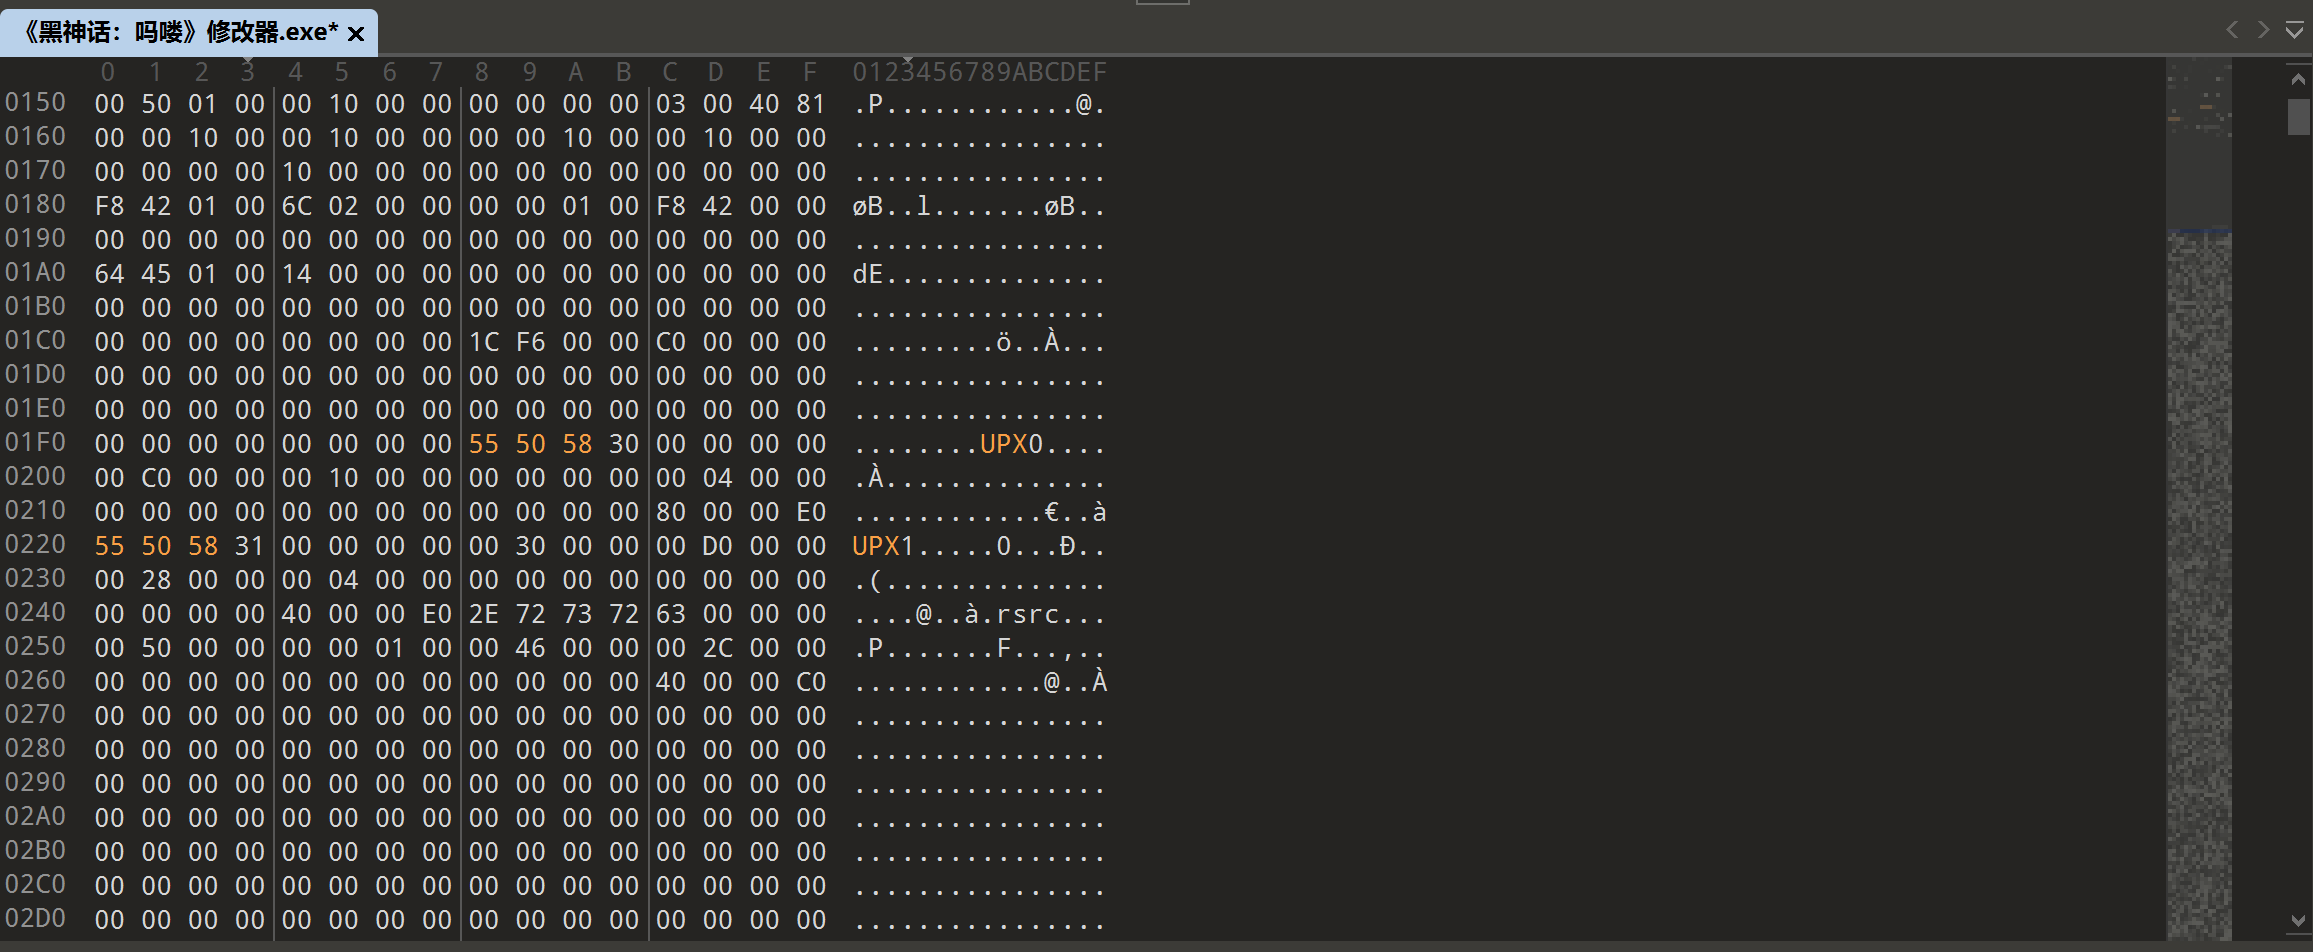 《黑神话：吗喽》修改器.exe*
0 1 2 3 4 5 6 7 8 9 A B C D E F 0123456789ABCDEF
0150 00 50 01 00 00 10 00 00 00 00 00 00 03 00 40 81 .P............@.
0160 00 00 10 00 00 10 00 00 00 00 10 00 00 10 00 00 ................
0170 00 00 00 00 10 00 00 00 00 00 00 00 00 00 00 00 ................
0180 F8 42 01 00 6C 02 00 00 00 00 01 00 F8 42 00 00 øB..l.......øB..
0190 00 00 00 00 00 00 00 00 00 00 00 00 00 00 00 00 ................
01A0 64 45 01 00 14 00 00 00 00 00 00 00 00 00 00 00 dE..............
01B0 00 00 00 00 00 00 00 00 00 00 00 00 00 00 00 00 ................
01C0 00 00 00 00 00 00 00 00 1C F6 00 00 C0 00 00 00 .........ö..À...
01D0 00 00 00 00 00 00 00 00 00 00 00 00 00 00 00 00 ................
01E0 00 00 00 00 00 00 00 00 00 00 00 00 00 00 00 00 ................
01F0 00 00 00 00 00 00 00 00 55 50 58 30 00 00 00 00 ........UPX0....
0200 00 C0 00 00 00 10 00 00 00 00 00 00 00 04 00 00 .À..............
0210 00 00 00 00 00 00 00 00 00 00 00 00 80 00 00 E0 ............€..à
0220 55 50 58 31 00 00 00 00 00 30 00 00 00 D0 00 00 UPX1.....0...Ð..
0230 00 28 00 00 00 04 00 00 00 00 00 00 00 00 00 00 .(..............
0240 00 00 00 00 40 00 00 E0 2E 72 73 72 63 00 00 00 ....@..à.rsrc...
0250 00 50 00 00 00 00 01 00 00 46 00 00 00 2C 00 00 .P.......F...,..
0260 00 00 00 00 00 00 00 00 00 00 00 00 40 00 00 C0 ............@..À
0270 00 00 00 00 00 00 00 00 00 00 00 00 00 00 00 00 ................
0280 00 00 00 00 00 00 00 00 00 00 00 00 00 00 00 00 ................
0290 00 00 00 00 00 00 00 00 00 00 00 00 00 00 00 00 ................
02A0 00 00 00 00 00 00 00 00 00 00 00 00 00 00 00 00 ................
02B0 00 00 00 00 00 00 00 00 00 00 00 00 00 00 00 00 ................
02C0 00 00 00 00 00 00 00 00 00 00 00 00 00 00 00 00 ................
02D0 00 00 00 00 00 00 00 00 00 00 00 00 00 00 00 00 ................